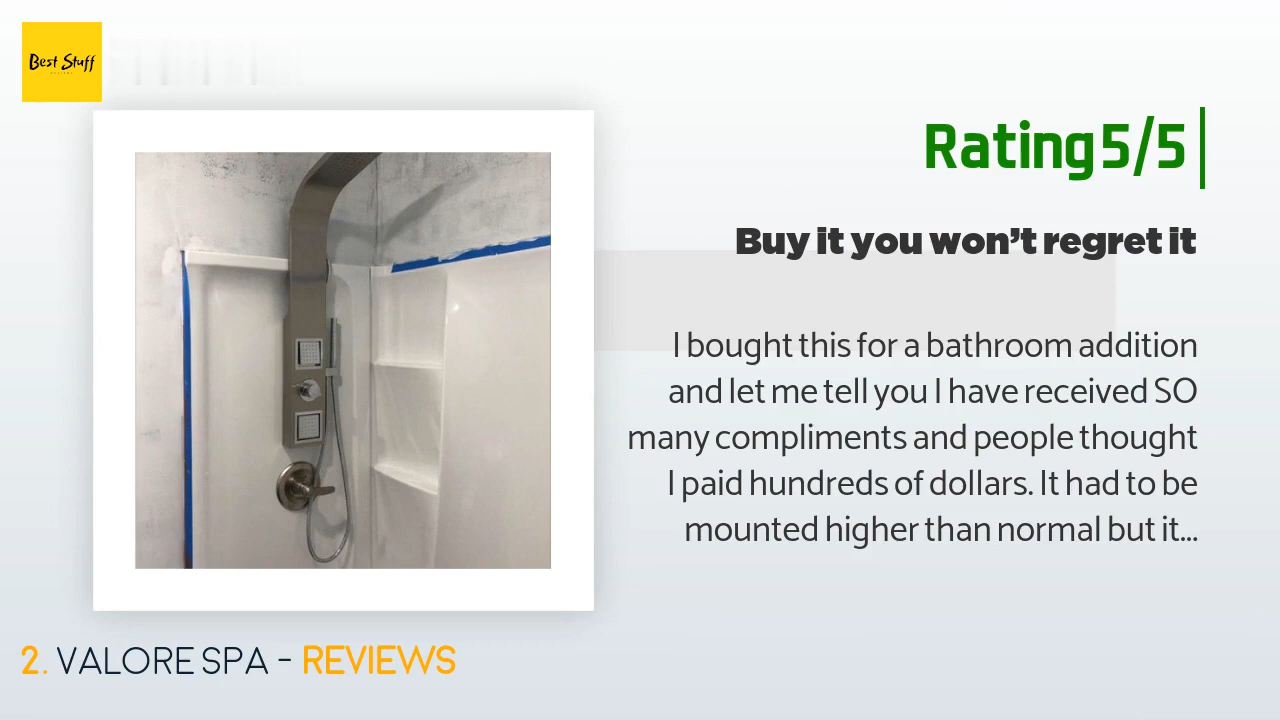 Best Stuff
Rating 5/5
Buy it you won't regret it
I bought this for a bathroom addition
and let me tell you I have received SO
many compliments and people thought
I paid hundreds of dollars. It had to be
mounted higher than normal but it...
2. VALORE SPA - REVIEWS